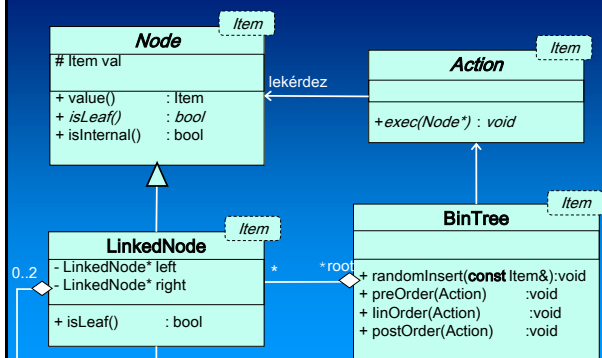 Item
Node
# Item val
+ value() : Item
+ isLeaf() : bool
+ isInternal() : bool
lekérdez
Item
Action
+exec(Node*) : void
Item
LinkedNode
- LinkedNode* left
- LinkedNode* right
+ isLeaf() : bool
0..2
*
*root
Item
BinTree
+ randomInsert(const Item&):void
+ preOrder(Action) :void
+ linOrder(Action) :void
+ postOrder(Action) :void